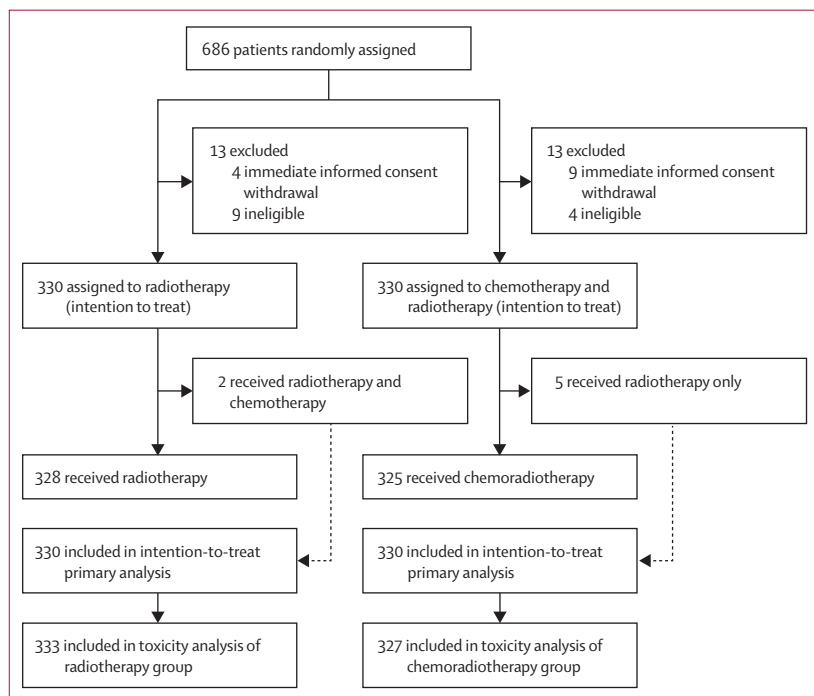 686 patients randomly assigned
13 excluded
4 immediate informed consent
withdrawal
9 ineligible
13 excluded
9 immediate informed consent
withdrawal
4 ineligible
330 assigned to radiotherapy
(intention to treat)
330 assigned to chemotherapy and
radiotherapy (intention to treat)
2 received radiotherapy and
chemotherapy
5 received radiotherapy only
328 received radiotherapy
325 received chemoradiotherapy
330 included in intention-to-treat
primary analysis
330 included in intention-to-treat
primary analysis
333 included in toxicity analysis of
radiotherapy group
327 included in toxicity analysis of
chemoradiotherapy group